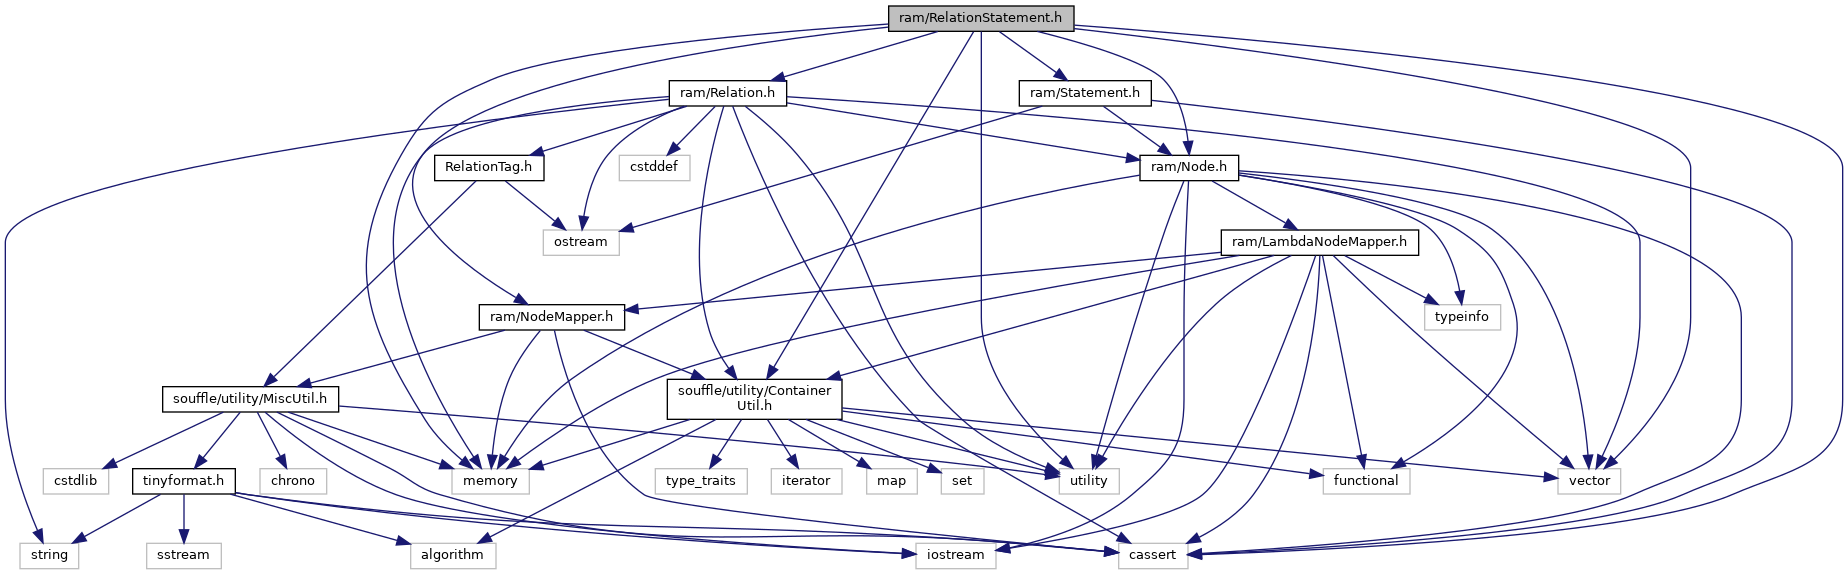 ram/RelationStatement.h
ram/Relation.h
ram/Statement.h
RelationTag.h
cstddef
ram/Node.h
ostream
ram/LambdaNodeMapper.h
ram/NodeMapper.h
typeinfo
souffle/utility/MiscUtil.h
souffle/utility/Container
Util.h
cstdlib
tinyformat.h
chrono
memory
type_traits
iterator
map
set
utility
functional
vector
string
sstream
algorithm
iostream
cassert